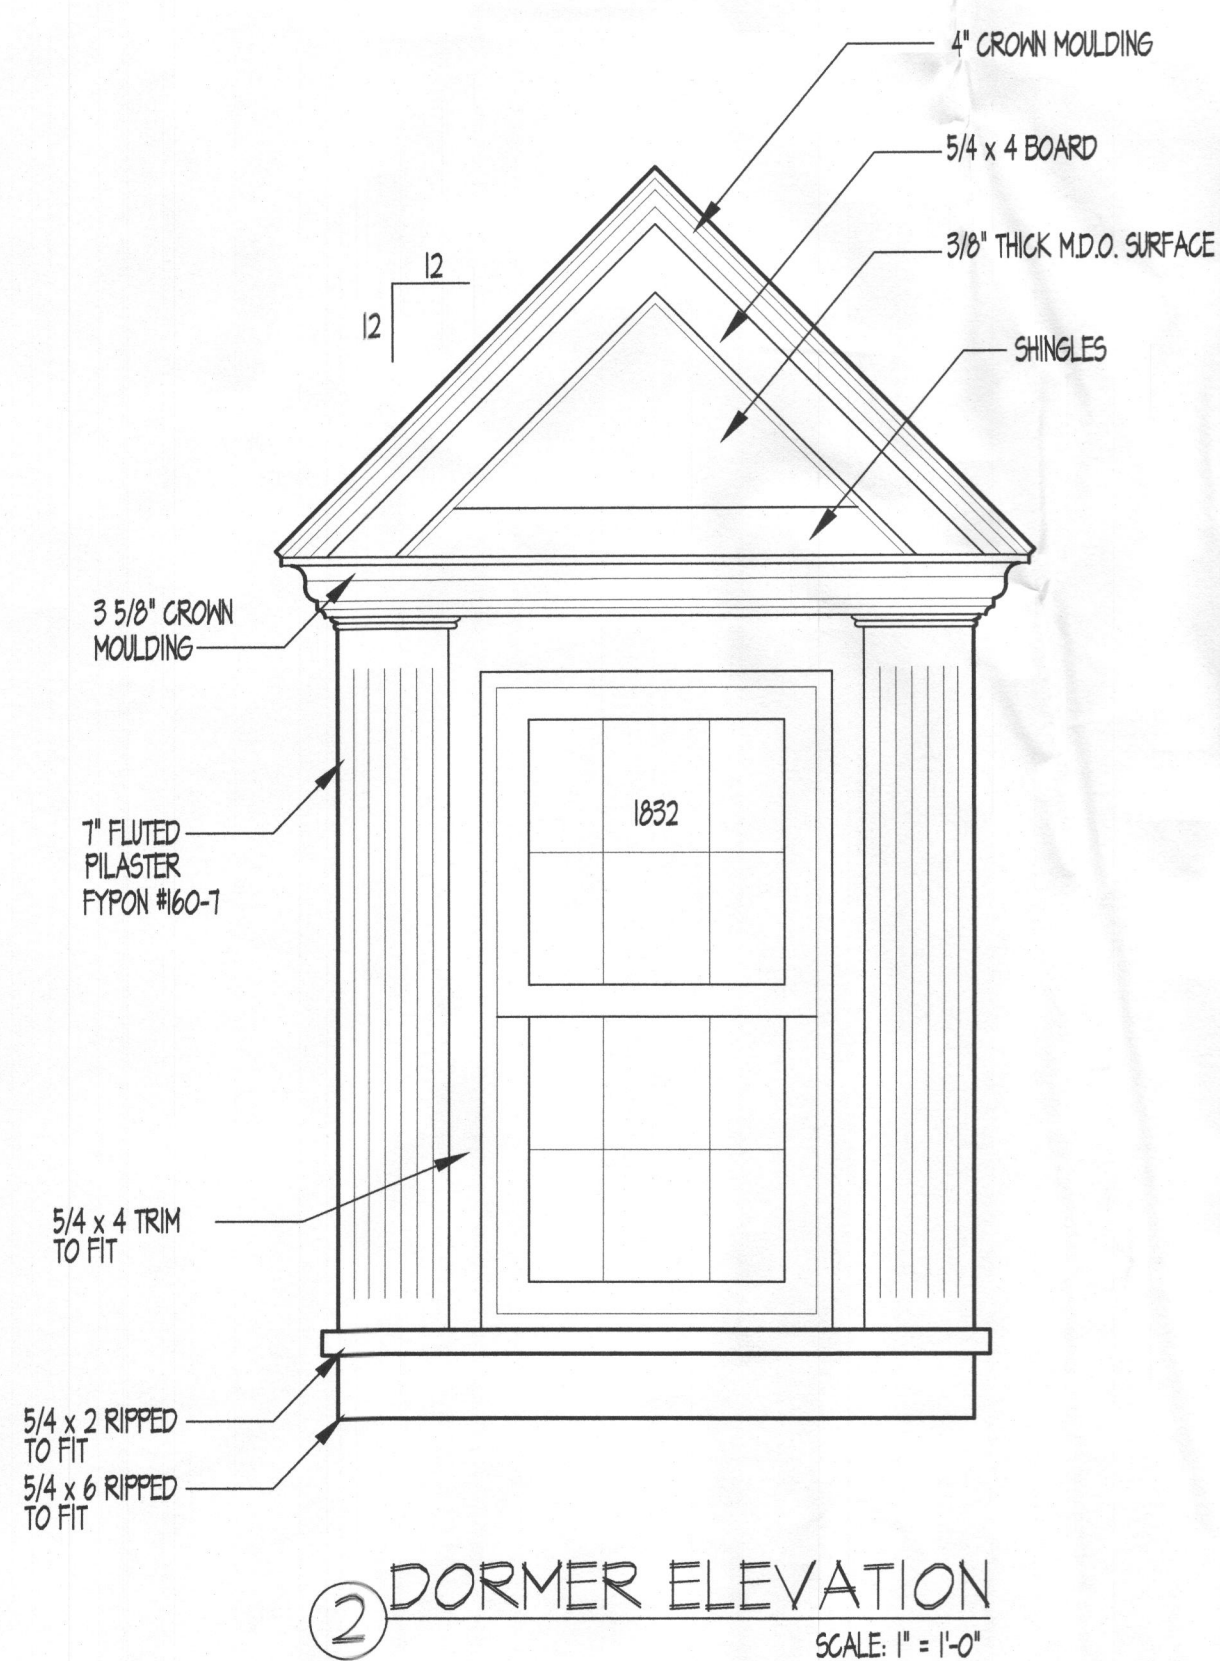 4" CROWN MOULDING
5/4 x 4 BOARD
3/8" THICK M.D.O. SURFACE
SHINGLES
12
12
3 5/8" CROWN
MOULDING
7" FLUTED
PILASTER
FYPON #160-7
1832
5/4 x 4 TRIM
TO FIT
5/4 x 2 RIPPED
TO FIT
5/4 x 6 RIPPED
TO FIT
2 DORMER ELEVATION
SCALE: 1" = 1'-0"